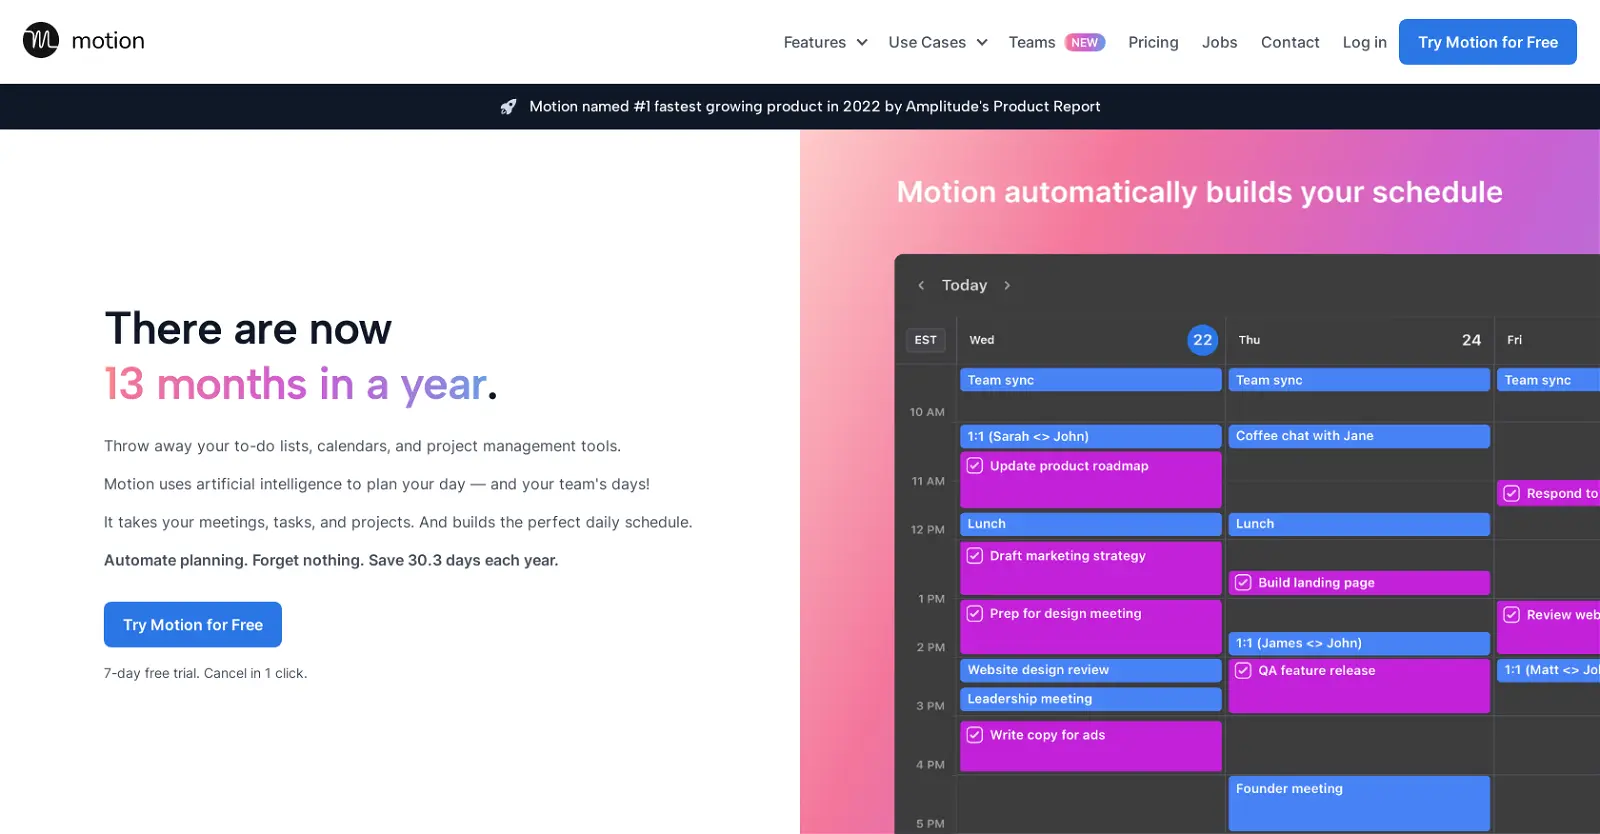 motion
Features
Use Cases
Teams NEW
Pricing
Jobs
Contact
Log in
Try Motion for Free
Motion named #1 fastest growing product in 2022 by Amplitude's Product Report
There are now
13 months in a year.
Throw away your to-do lists, calendars, and project management tools.
Motion uses artificial intelligence to plan your day — and your team's days!
It takes your meetings, tasks, and projects. And builds the perfect daily schedule.
Automate planning. Forget nothing. Save 30.3 days each year.
Try Motion for Free
7-day free trial. Cancel in 1 click.
Motion automatically builds your schedule
Today
EST
Wed 22
Thu 24
Fri
10 AM
11 AM
12 PM
1 PM
2 PM
3 PM
4 PM
5 PM
Team sync
1:1 (Sarah <> John)
Update product roadmap
Lunch
Draft marketing strategy
Prep for design meeting
Website design review
Leadership meeting
Write copy for ads
Team sync
Coffee chat with Jane
Lunch
Build landing page
1:1 (James <> John)
QA feature release
Founder meeting
Team sync
Respond to
Review web
1:1 (Matt <> Jo